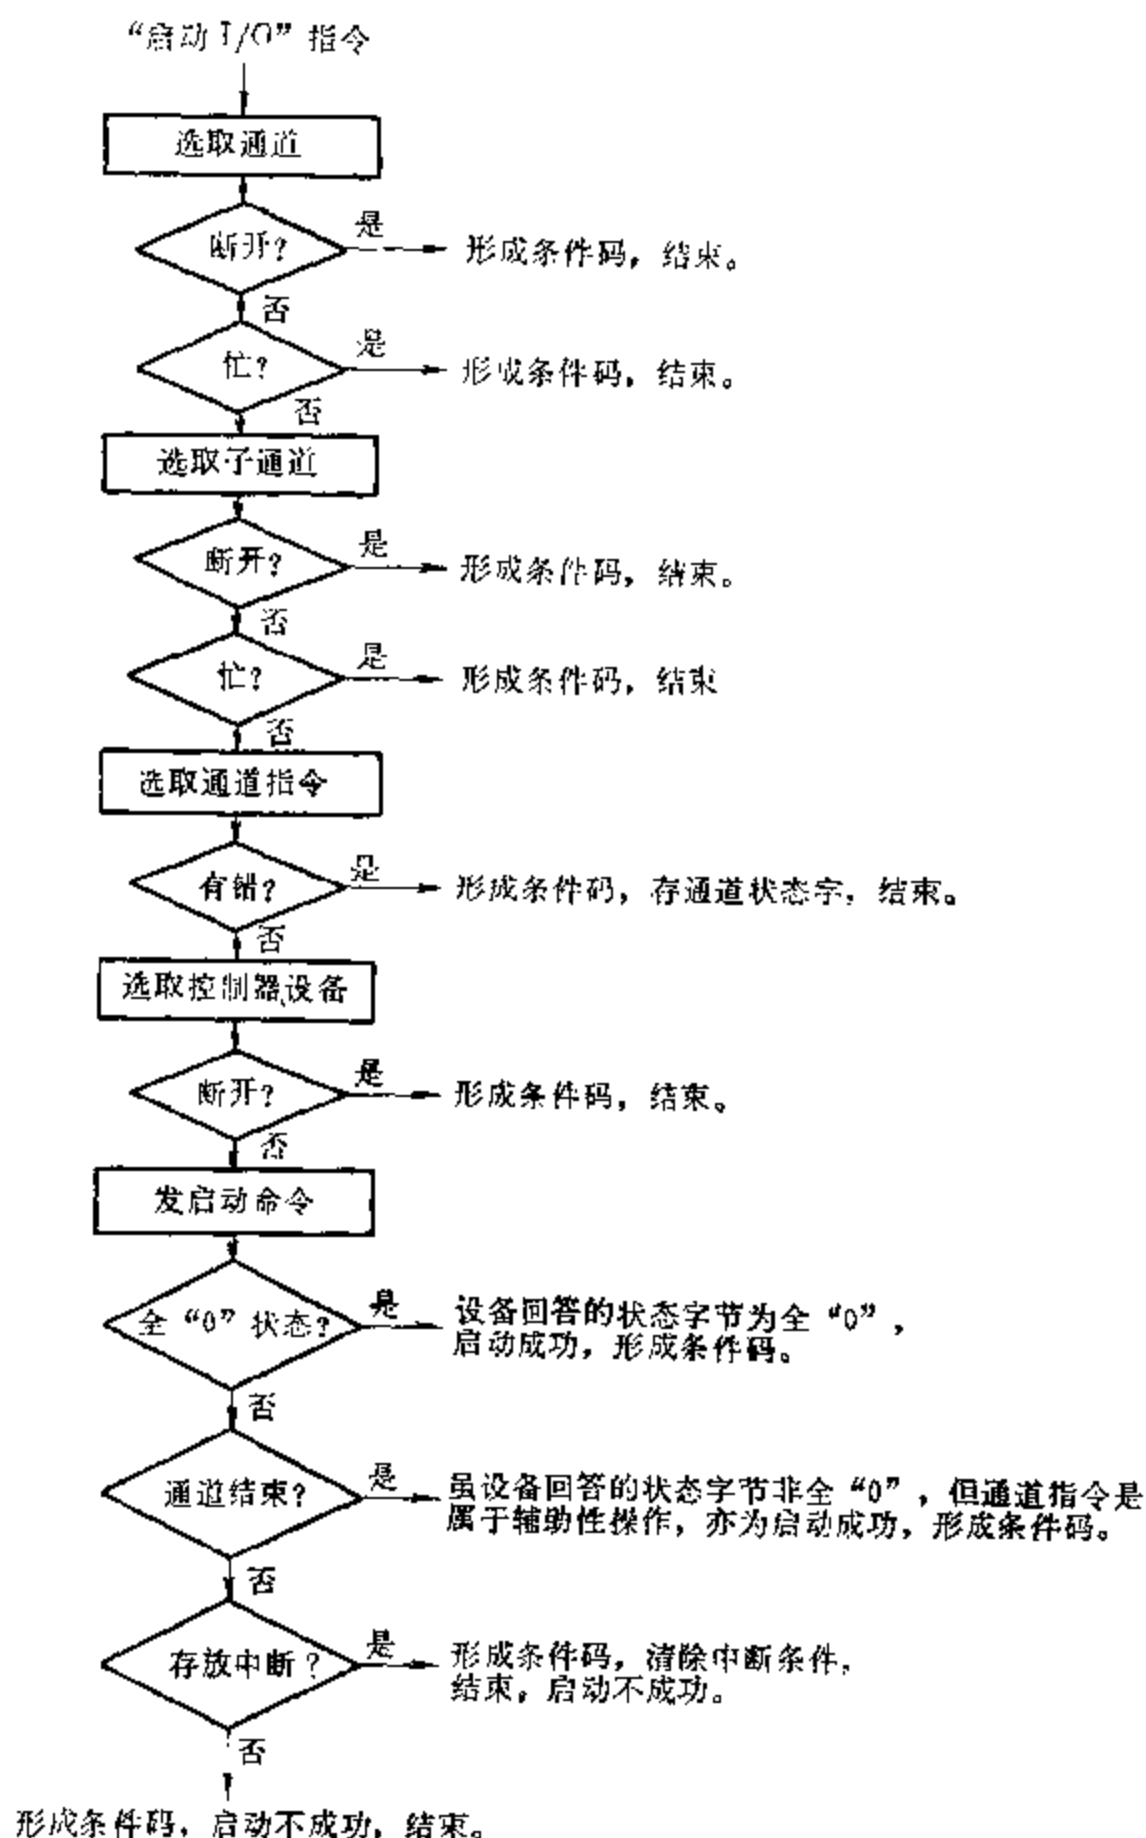 “启动 I/O” 指令
选取通道
断开?
是
形成条件码，结束。
否
忙?
是
形成条件码，结束。
否
选取子通道
断开?
是
形成条件码，结束。
否
忙?
是
形成条件码，结束
否
选取通道指令
有错?
是
形成条件码，存通道状态字，结束。
否
选取控制器、设备
断开?
是
形成条件码，结束。
否
发启动命令
全 “0” 状态?
是
设备回答的状态字节为全 “0” ，
启动成功，形成条件码。
否
通道结束?
是
虽设备回答的状态字节非全 “0” ，但通道指令是
属于辅助性操作，亦为启动成功，形成条件码。
否
存放中断?
是
形成条件码，清除中断条件，
结束，启动不成功。
否
形成条件码，启动不成功，结束。